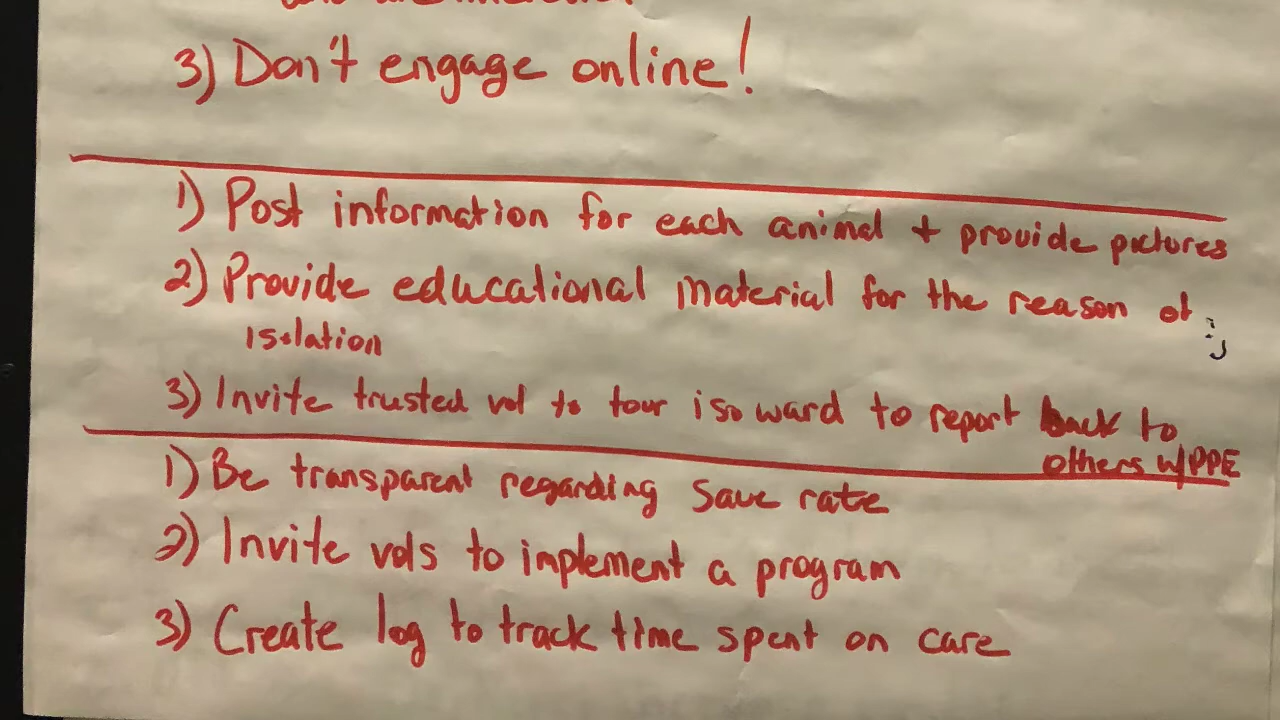 3) Don't engage online!
1) Post information for each animal + provide pictures
2) Provide educational material for the reason of
isolation
3) Invite trusted vol to tour iso ward to report back to
others w/PPE
1) Be transparent regarding save rate
2) Invite vols to implement a program
3) Create log to track time spent on care